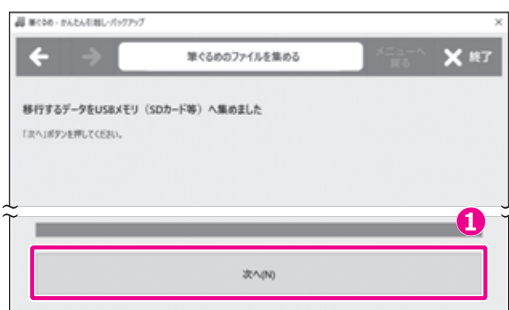 筆ぐるめ - かんたん引越し・バックアップ
筆ぐるめのファイルを集める
メニューへ
戻る
終了
移行するデータをUSBメモリ（SDカード等）へ集めました
「次へ」ボタンを押してください。
1
次へ(N)